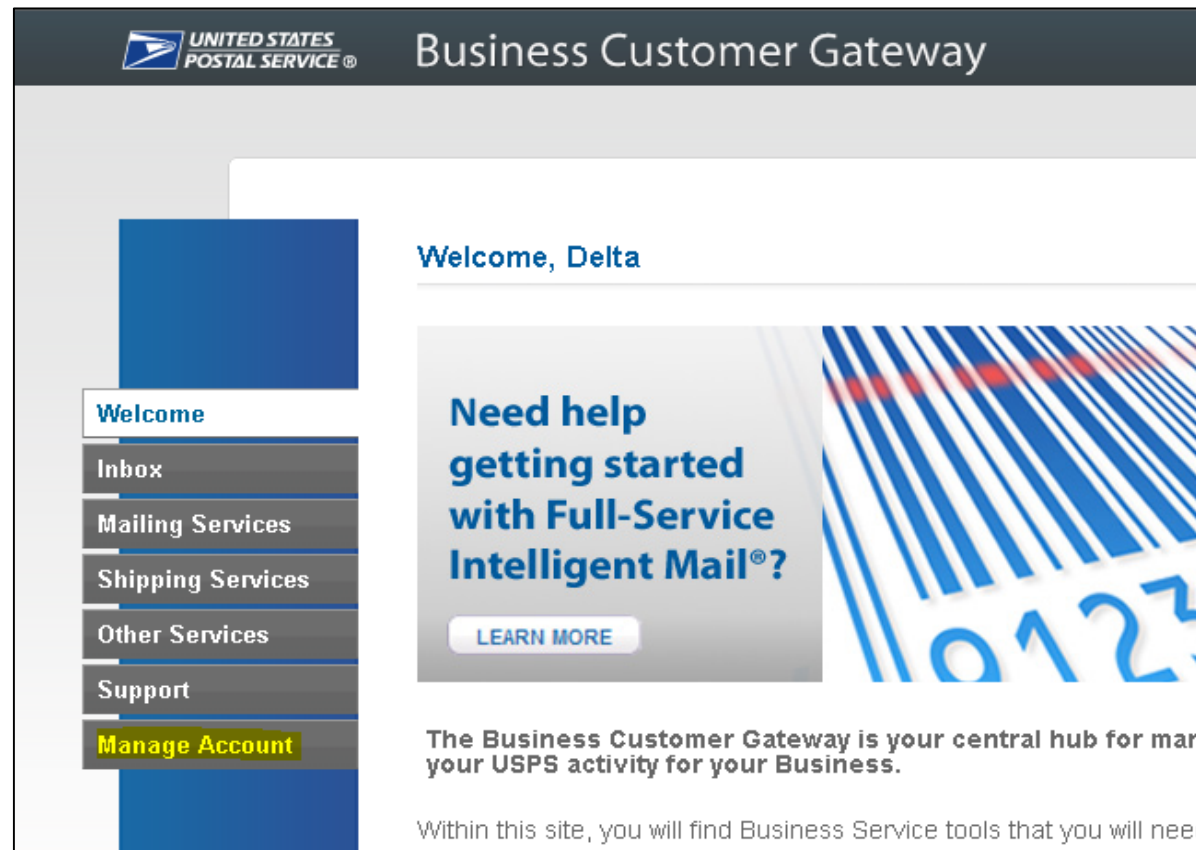 UNITED STATES
POSTAL SERVICE ®
Business Customer Gateway
Welcome, Delta
Need help
getting started
with Full-Service
Intelligent Mail®?
LEARN MORE
0123
Welcome
Inbox
Mailing Services
Shipping Services
Other Services
Support
Manage Account
The Business Customer Gateway is your central hub for
your USPS activity for your Business.
Within this site, you will find Business Service tools that you will